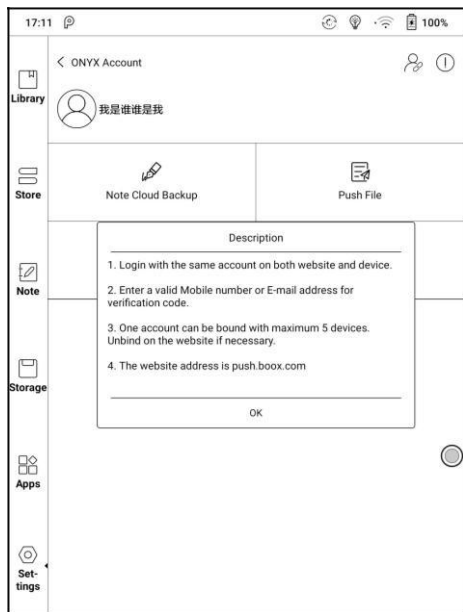 17:11
100%
ONYX Account
我是谁谁是我
Library
Store
Note
Storage
Apps
Set-
tings
Note Cloud Backup
Push File
Description
1. Login with the same account on both website and device.
2. Enter a valid Mobile number or E-mail address for
verification code.
3. One account can be bound with maximum 5 devices.
Unbind on the website if necessary.
4. The website address is push.boox.com
OK